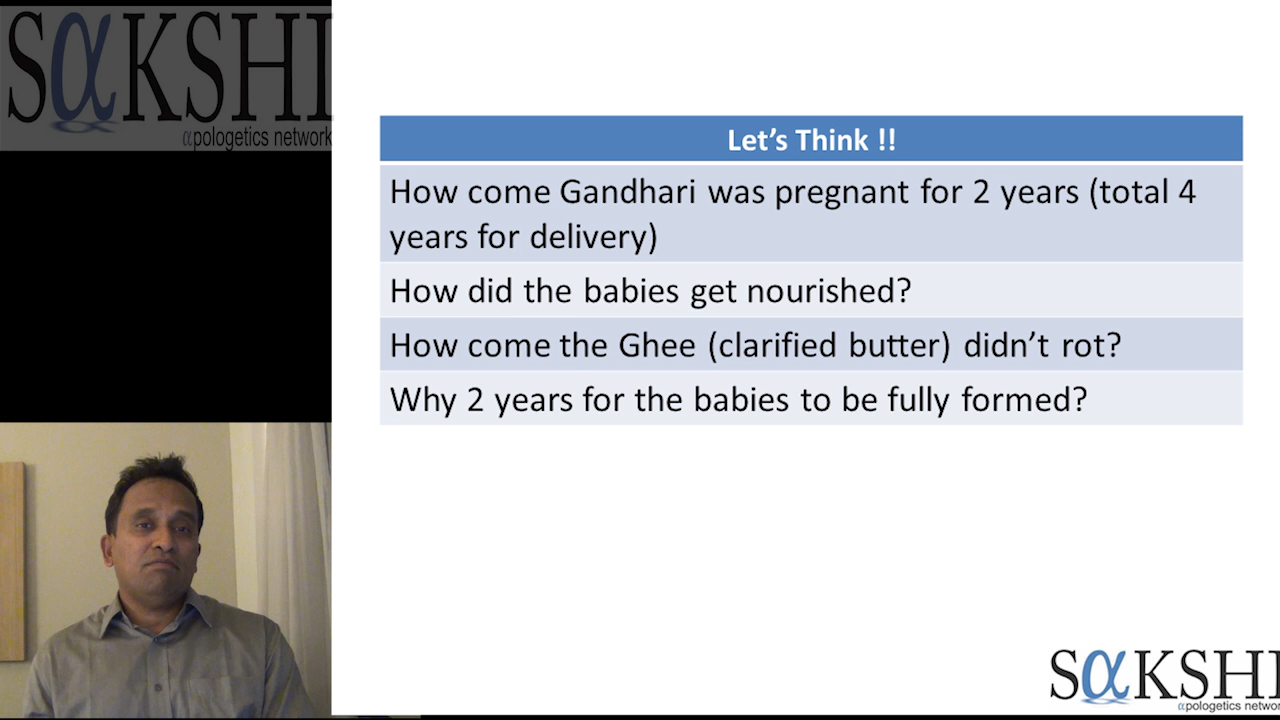 SαKSHI
αpologetics network
Let’s Think !!
How come Gandhari was pregnant for 2 years (total 4
years for delivery)
How did the babies get nourished?
How come the Ghee (clarified butter) didn’t rot?
Why 2 years for the babies to be fully formed?
SαKSHI
αpologetics networ